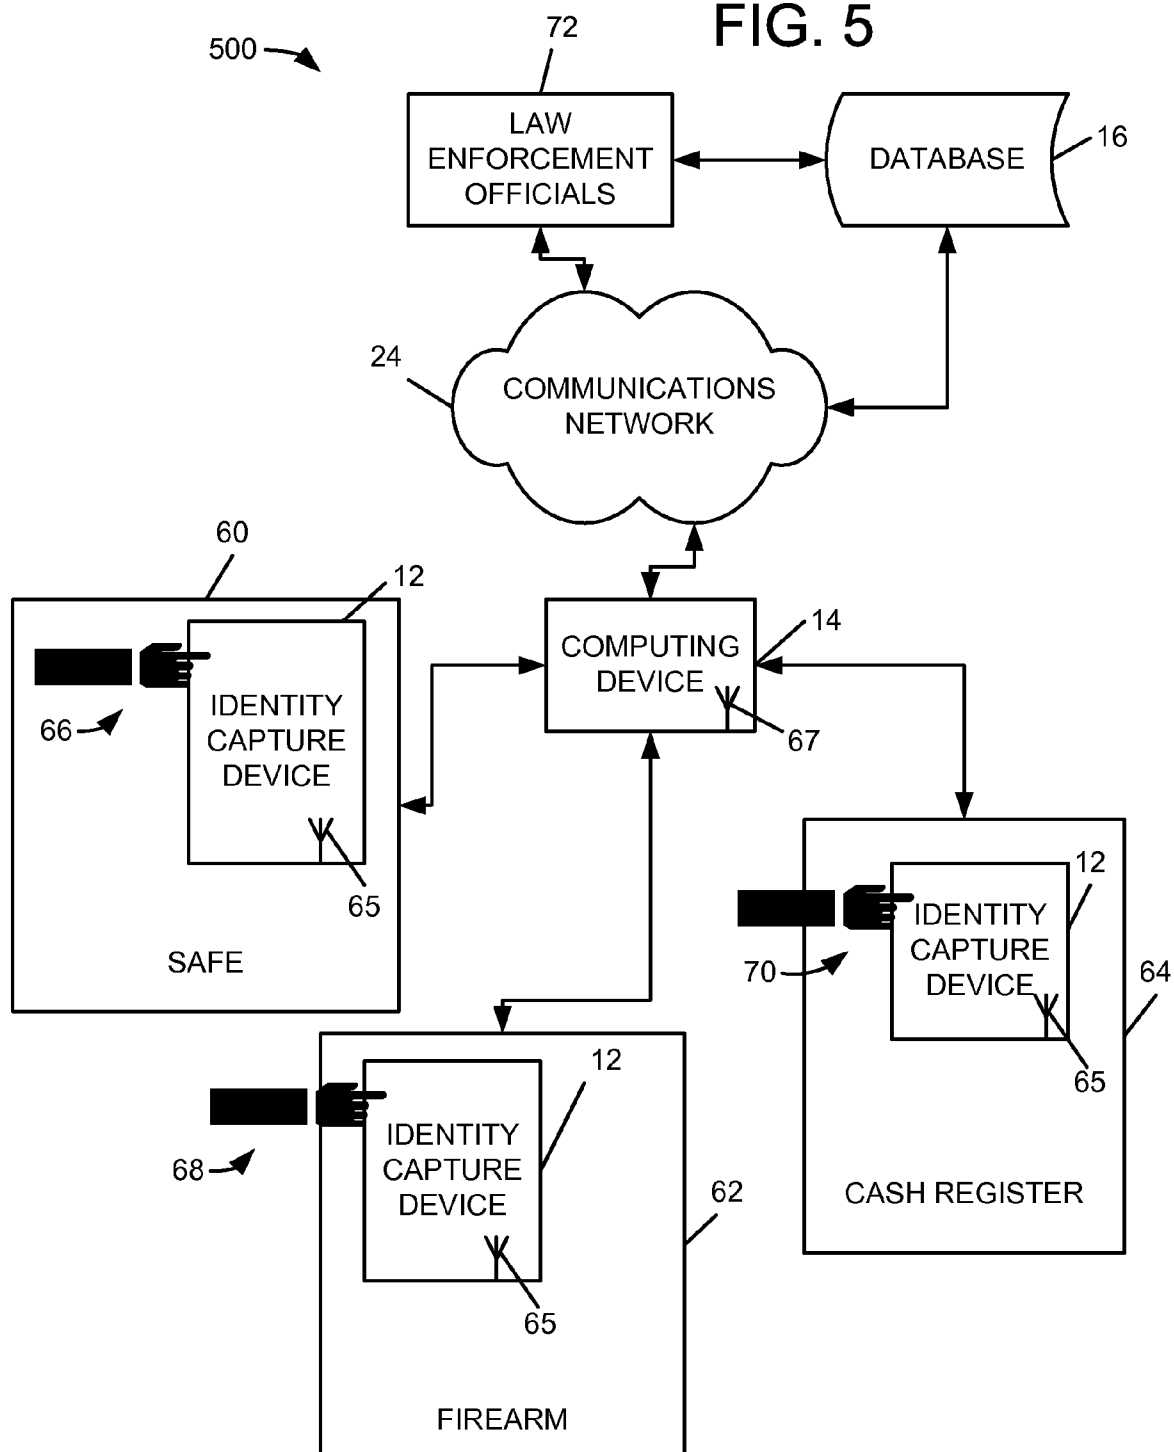 FIG. 5
500
72
LAW
ENFORCEMENT
OFFICIALS
DATABASE
16
24
COMMUNICATIONS
NETWORK
60
12
IDENTITY
CAPTURE
DEVICE
66
65
SAFE
COMPUTING
DEVICE
14
67
12
IDENTITY
CAPTURE
DEVICE
70
65
64
CASH REGISTER
12
IDENTITY
CAPTURE
DEVICE
68
65
62
FIREARM